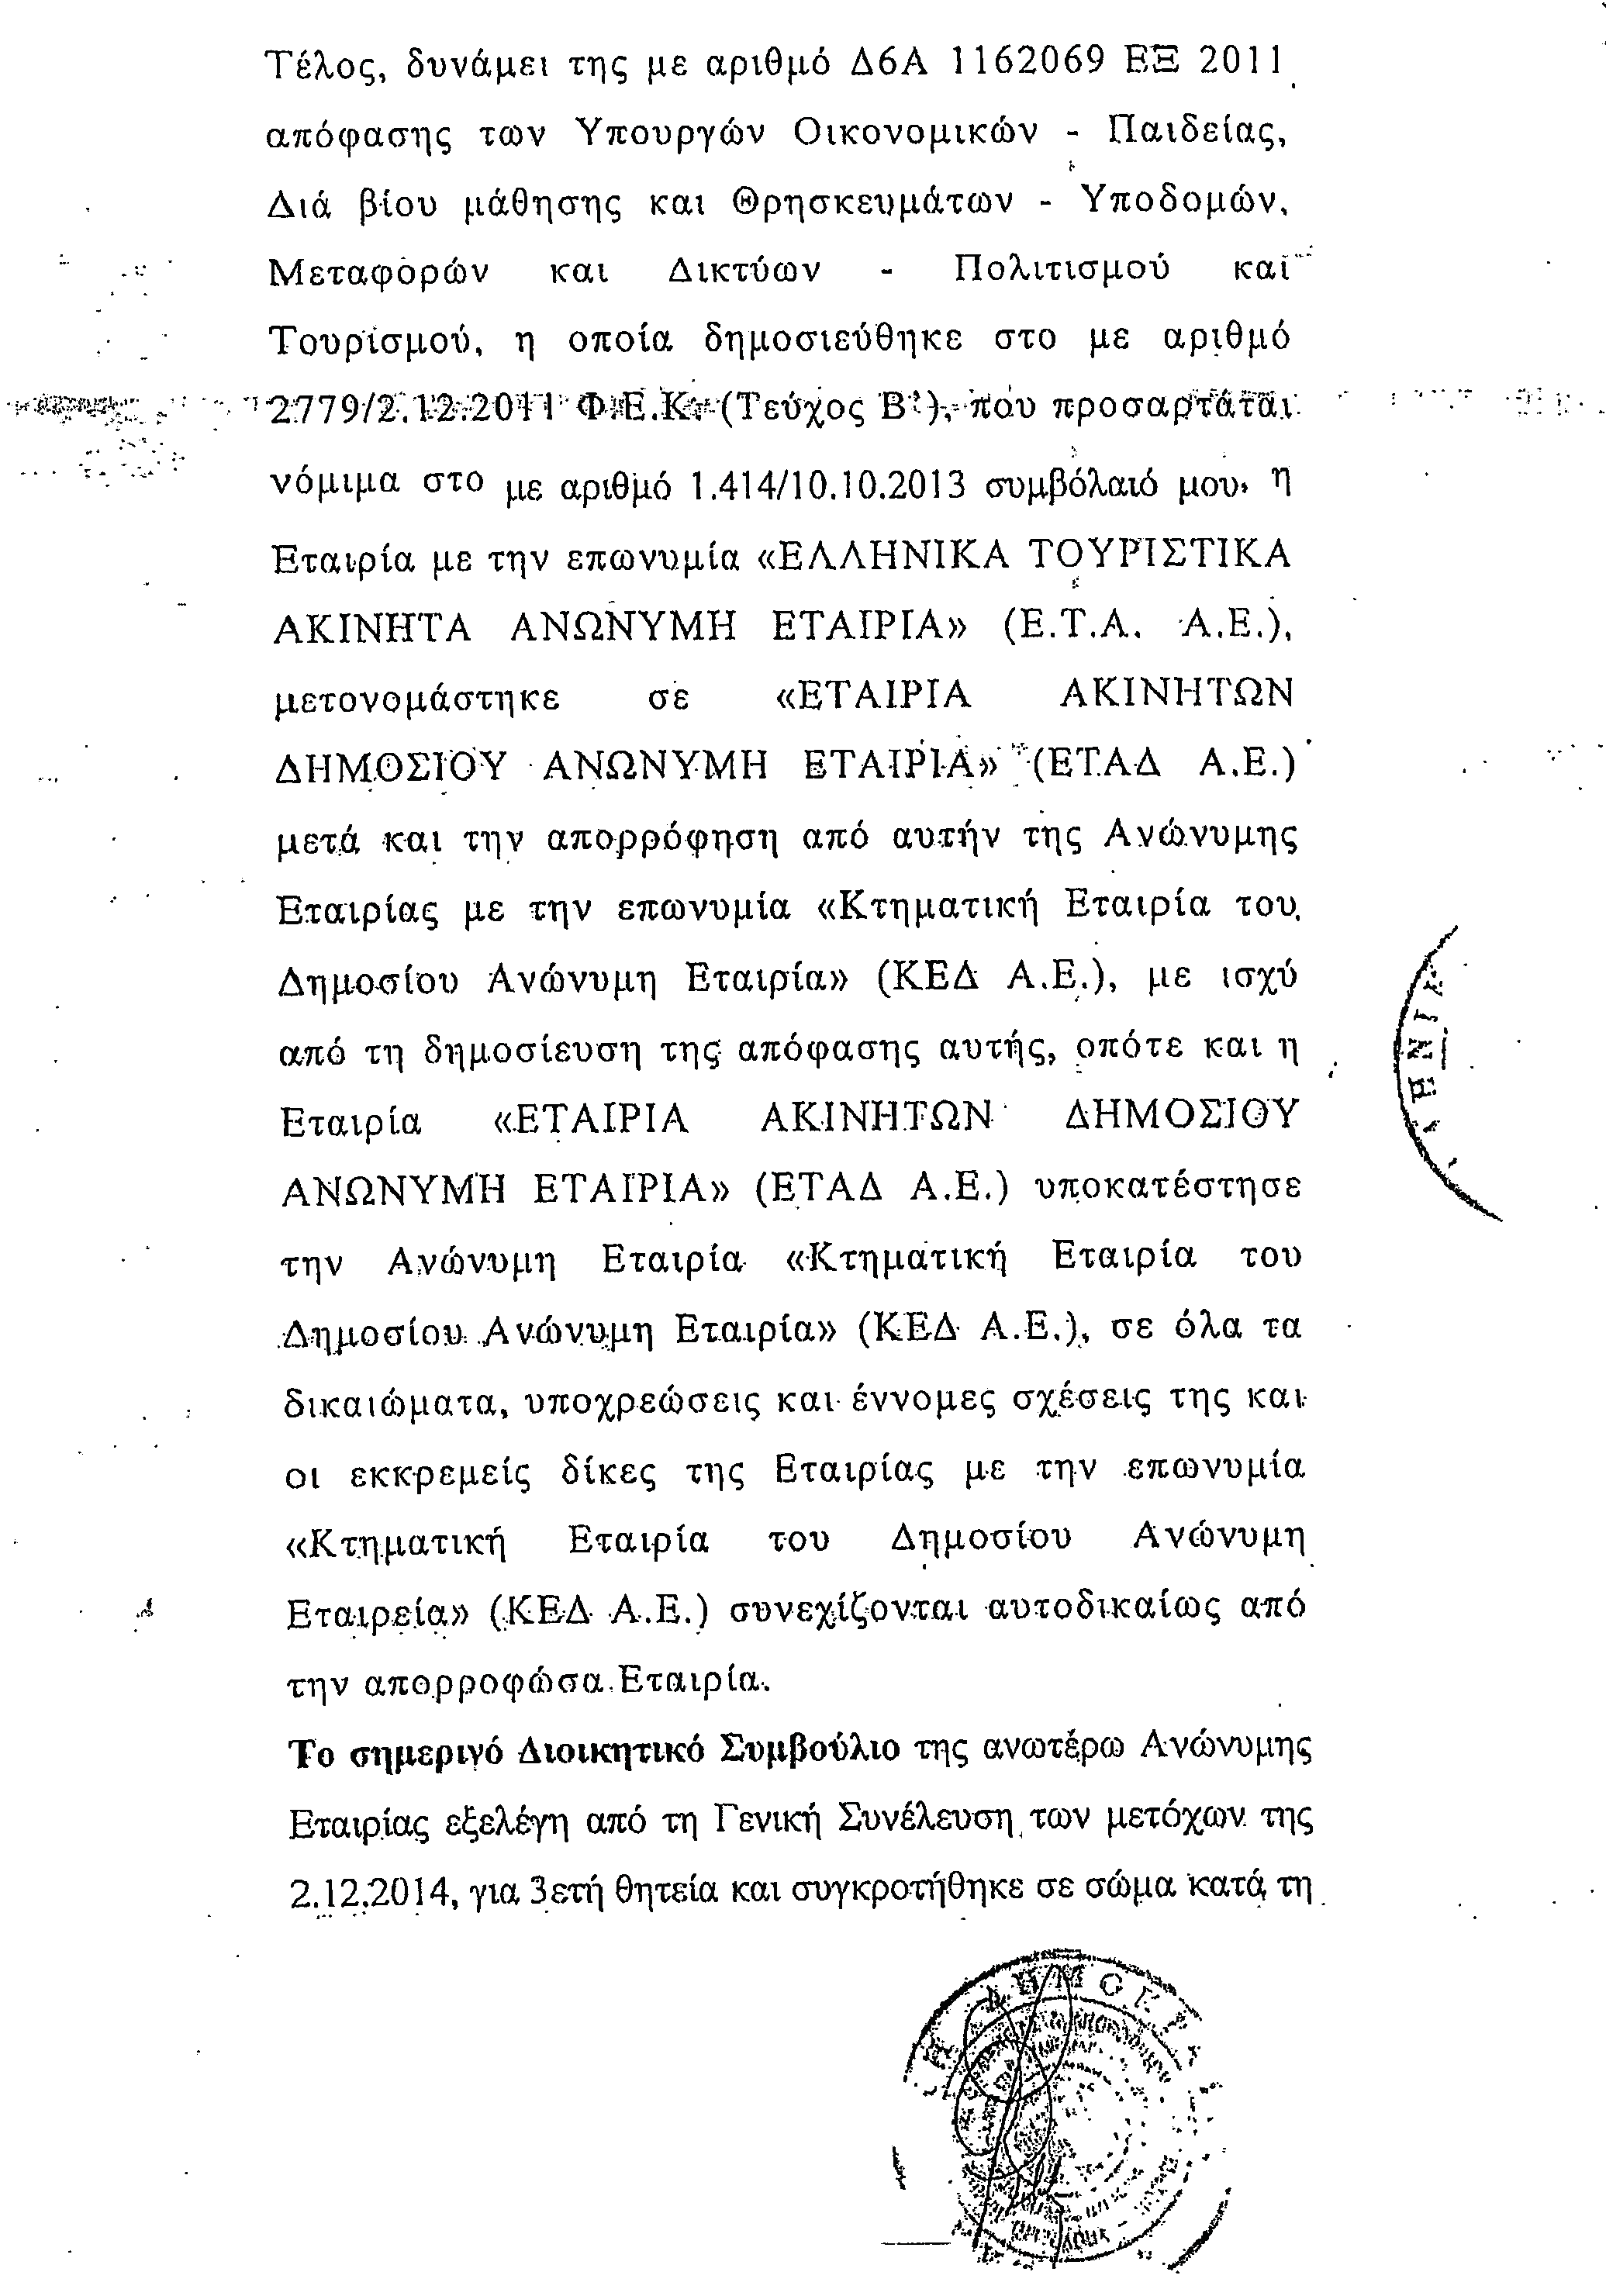 Τέλος, δυνάμει της με αριθμό Δ6Α 1162069 ΕΞ 2011
απόφασης των Υπουργών Οικονομικών - Παιδείας,
Διά βίου μάθησης και Θρησκευμάτων - Υποδομών,
Μεταφορών και Δικτύων - Πολιτισμού και
Τουρισμού, η οποία δημοσιεύθηκε στο με αριθμό
2779/2.12.2011 Φ.Ε.Κ. (Τεύχος Β'), που προσαρτάται
νόμιμα στο με αριθμό 1.414/10.10.2013 συμβόλαιό μου, η
Εταιρία με την επωνυμία «ΕΛΛΗΝΙΚΑ ΤΟΥΡΙΣΤΙΚΑ
ΑΚΙΝΗΤΑ ΑΝΩΝΥΜΗ ΕΤΑΙΡΙΑ» (Ε.Τ.Α. Α.Ε.),
μετονομάστηκε σε «ΕΤΑΙΡΙΑ ΑΚΙΝΗΤΩΝ
ΔΗΜΟΣΙΟΥ ΑΝΩΝΥΜΗ ΕΤΑΙΡΙΑ» (ΕΤΑΔ Α.Ε.)
μετά και την απορρόφηση από αυτήν της Ανώνυμης
Εταιρίας με την επωνυμία «Κτηματική Εταιρία του
Δημοσίου Ανώνυμη Εταιρία» (ΚΕΔ Α.Ε.), με ισχύ
από τη δημοσίευση της απόφασης αυτής, οπότε και η
Εταιρία «ΕΤΑΙΡΙΑ ΑΚΙΝΗΤΩΝ ΔΗΜΟΣΙΟΥ
ΑΝΩΝΥΜΗ ΕΤΑΙΡΙΑ» (ΕΤΑΔ Α.Ε.) υποκατέστησε
την Ανώνυμη Εταιρία «Κτηματική Εταιρία του
Δημοσίου Ανώνυμη Εταιρία» (ΚΕΔ Α.Ε.), σε όλα τα
δικαιώματα, υποχρεώσεις και έννομες σχέσεις της και
οι εκκρεμείς δίκες της Εταιρίας με την επωνυμία
«Κτηματική Εταιρία του Δημοσίου Ανώνυμη
Εταιρεία» (ΚΕΔ Α.Ε.) συνεχίζονται αυτοδικαίως από
την απορροφώσα Εταιρία.
Το σημερινό Διοικητικό Συμβούλιο της ανωτέρω Ανώνυμης
Εταιρίας εξελέγη από τη Γενική Συνέλευση των μετόχων της
2.12.2014, για 3ετή θητεία και συγκροτήθηκε σε σώμα κατά τη